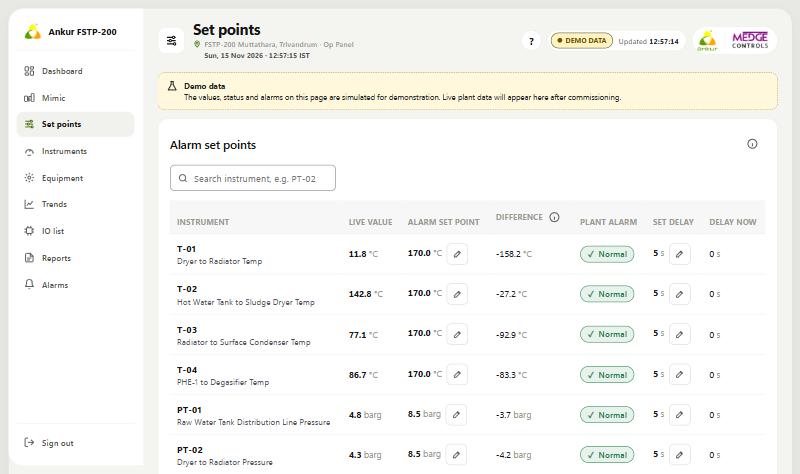 Ankur FSTP-200
Dashboard
Mimic
Set points
Instruments
Equipment
Trends
IO list
Reports
Alarms
Sign out
Set points
FSTP-200 Muttathara, Trivandrum · Op Panel
Sun, 15 Nov 2026 · 12:57:15 IST
?
DEMO DATA
Updated 12:57:14
ankur
MEDGE
CONTROLS
Demo data
The values, status and alarms on this page are simulated for demonstration. Live plant data will appear here after commissioning.
Alarm set points
Search instrument, e.g. PT-02
INSTRUMENT LIVE VALUE ALARM SET POINT DIFFERENCE PLANT ALARM SET DELAY DELAY NOW
T-01
Dryer to Radiator Temp
11.8 °C 170.0 °C -158.2 °C ✓ Normal 5 s 0 s
T-02
Hot Water Tank to Sludge Dryer Temp
142.8 °C 170.0 °C -27.2 °C ✓ Normal 5 s 0 s
T-03
Radiator to Surface Condenser Temp
77.1 °C 170.0 °C -92.9 °C ✓ Normal 5 s 0 s
T-04
PHE-1 to Degasifier Temp
86.7 °C 170.0 °C -83.3 °C ✓ Normal 5 s 0 s
PT-01
Raw Water Tank Distribution Line Pressure
4.8 barg 8.5 barg -3.7 barg ✓ Normal 5 s 0 s
PT-02
Dryer to Radiator Pressure
4.3 barg 8.5 barg -4.2 barg ✓ Normal 5 s 0 s